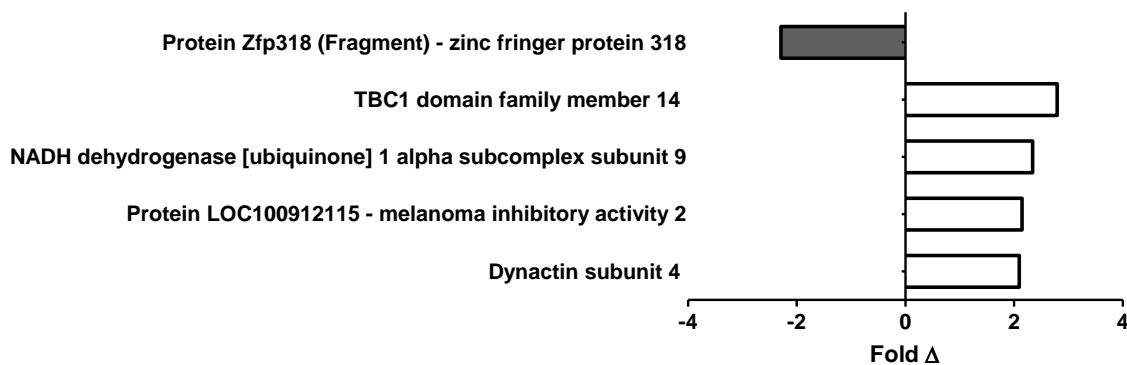 Protein Zfp318 (Fragment) - zinc fringer protein 318
TBC1 domain family member 14
NADH dehydrogenase [ubiquinone] 1 alpha subcomplex subunit 9
Protein LOC100912115 - melanoma inhibitory activity 2
Dynactin subunit 4
-4 -2 0 2 4
Fold Δ